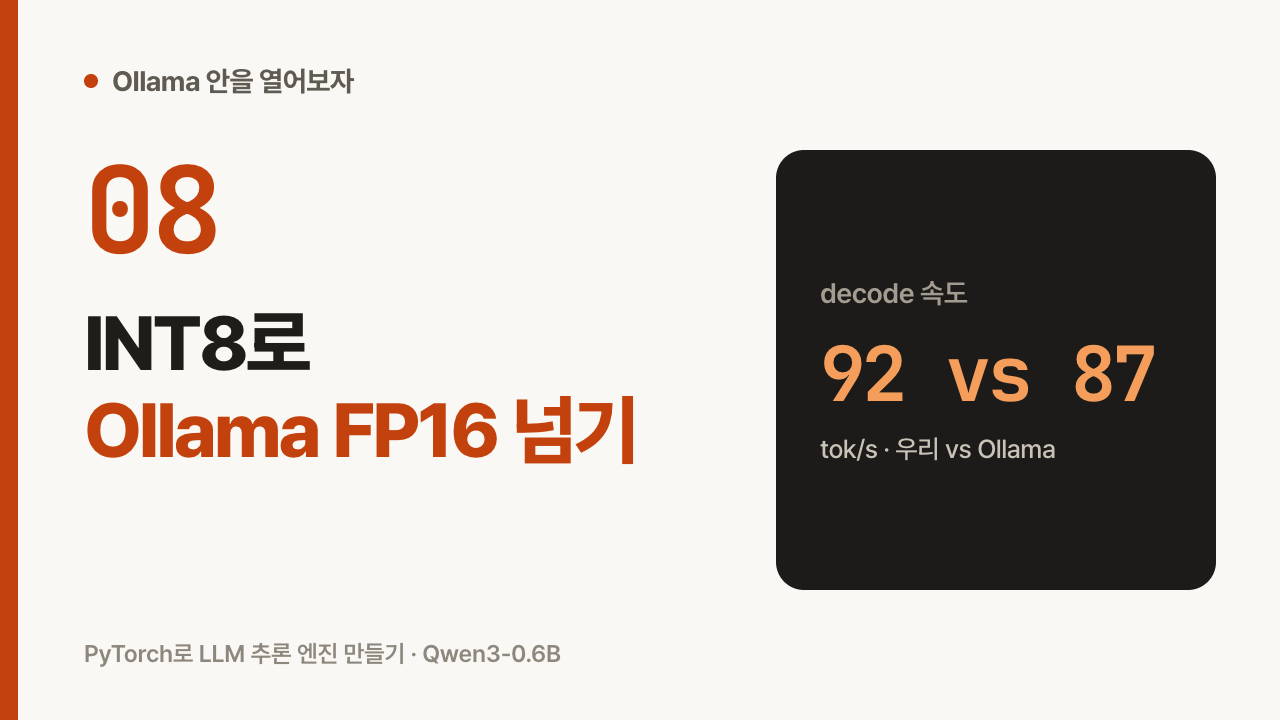 Ollama 안을 열어보자
08
INT8로
Ollama FP16 넘기
decode 속도
92 vs 87
tok/s · 우리 vs Ollama
PyTorch로 LLM 추론 엔진 만들기 · Qwen3-0.6B